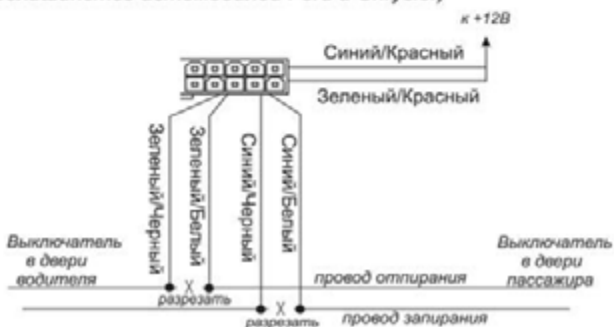 к +12В
Синий/Красный
Зеленый/Красный
Зеленый/Черный
Зеленый/Белый
Синий/Черный
Синий/Белый
Выключатель
в двери
водителя
Выключатель
в двери
пассажира
провод отпирания
разрезать
провод запирания
разрезать